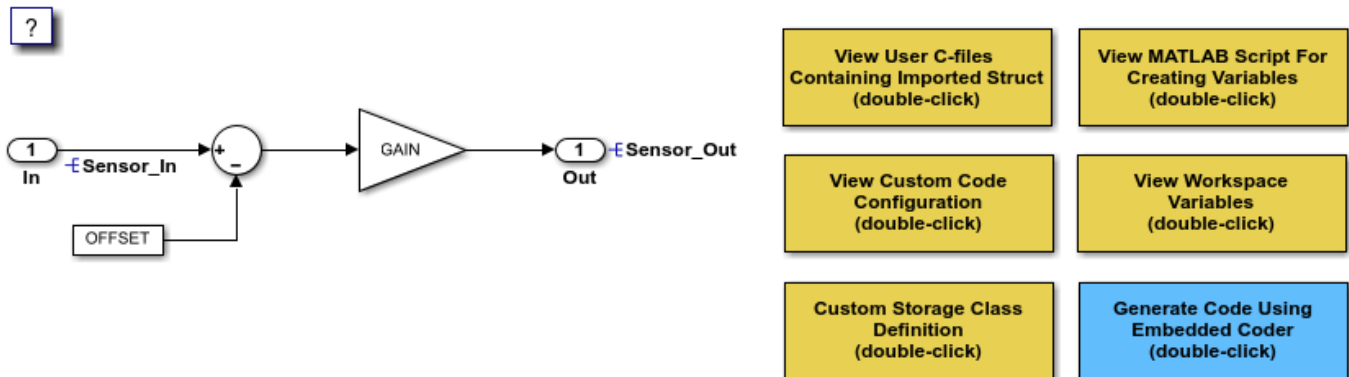 ?
1
In
Sensor_In
+
−
OFFSET
GAIN
1
Out
Sensor_Out
View User C-files
Containing Imported Struct
(double-click)
View MATLAB Script For
Creating Variables
(double-click)
View Custom Code
Configuration
(double-click)
View Workspace
Variables
(double-click)
Custom Storage Class
Definition
(double-click)
Generate Code Using
Embedded Coder
(double-click)